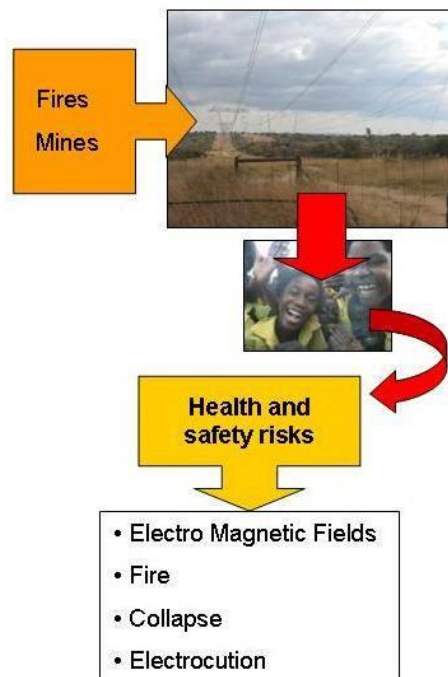 Fires
Mines
Health and
safety risks
• Electro Magnetic Fields
• Fire
• Collapse
• Electrocution